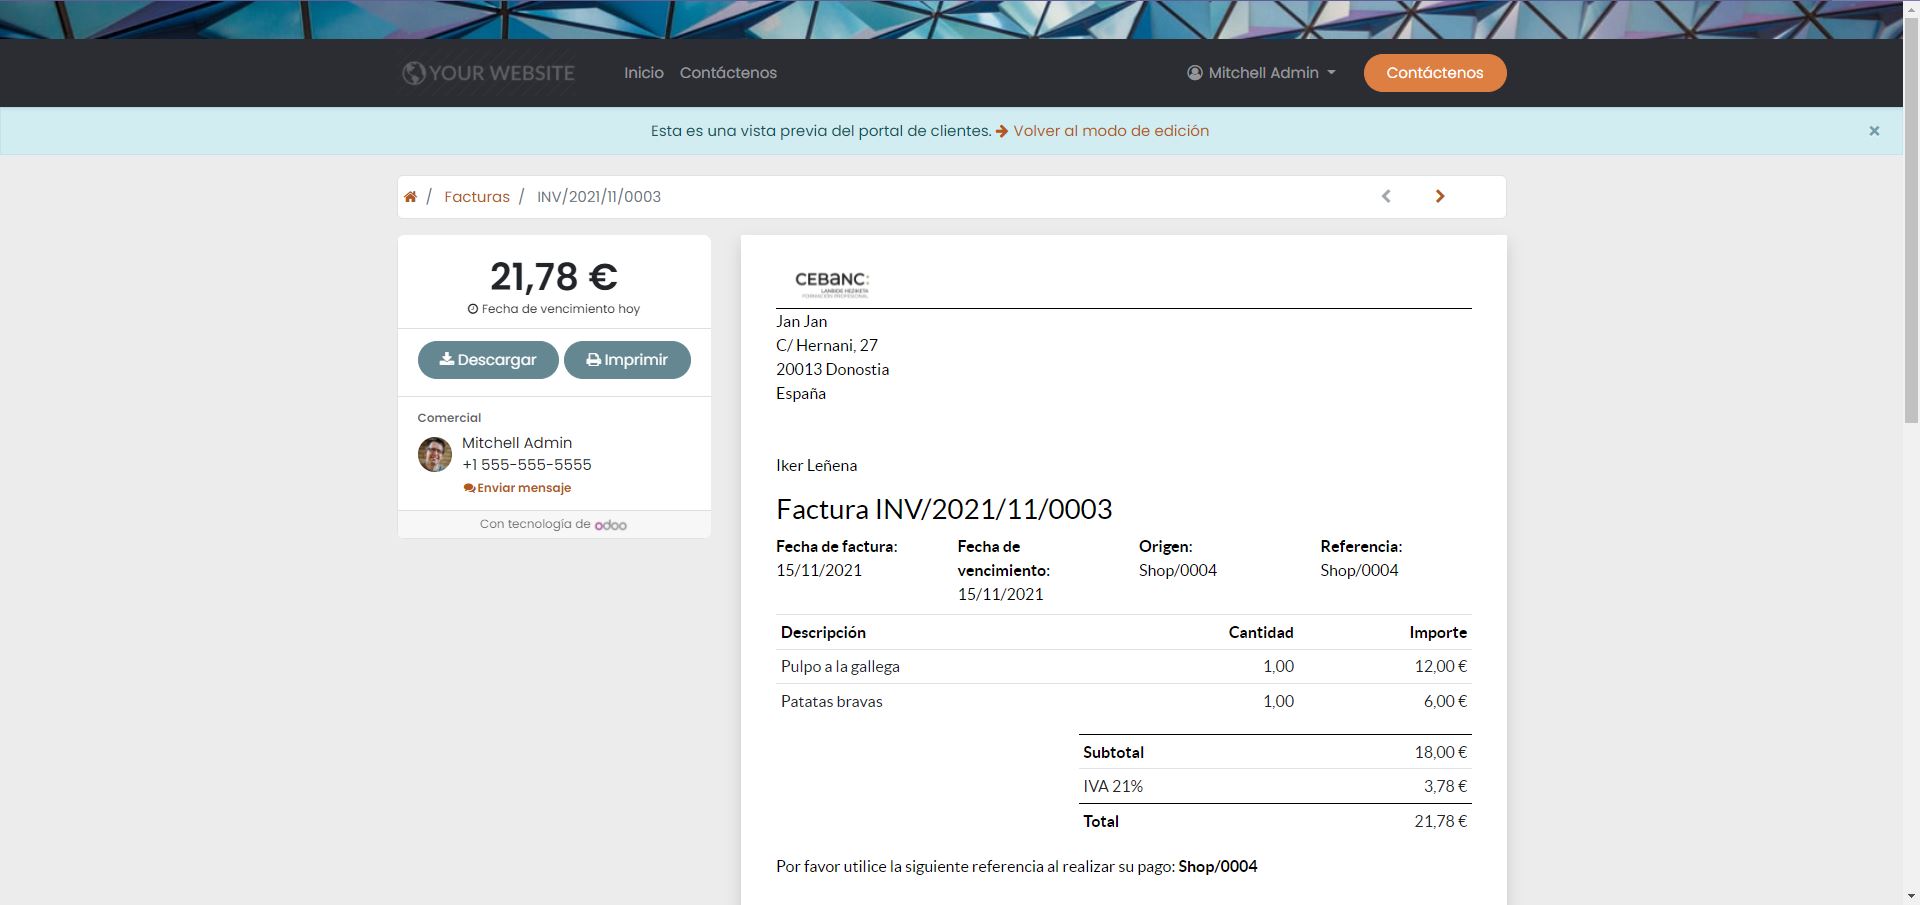 YOUR WEBSITE
Inicio Contáctenos
Mitchell Admin
Contáctenos
Esta es una vista previa del portal de clientes. Volver al modo de edición
×
/ Facturas / INV/2021/11/0003
21,78 €
Fecha de vencimiento hoy
Descargar Imprimir
Comercial
Mitchell Admin
+1 555-555-5555
Enviar mensaje
Con tecnología de odoo
CEBANC:
LANBIDE HEZIKETA
FORMACIÓN PROFESIONAL
Jan Jan
C/ Hernani, 27
20013 Donostia
España
Iker Leñena
Factura INV/2021/11/0003
Fecha de factura:
15/11/2021
Fecha de
vencimiento:
15/11/2021
Origen:
Shop/0004
Referencia:
Shop/0004
Descripción Cantidad Importe
Pulpo a la gallega 1,00 12,00 €
Patatas bravas 1,00 6,00 €
Subtotal 18,00 €
IVA 21% 3,78 €
Total 21,78 €
Por favor utilice la siguiente referencia al realizar su pago: Shop/0004